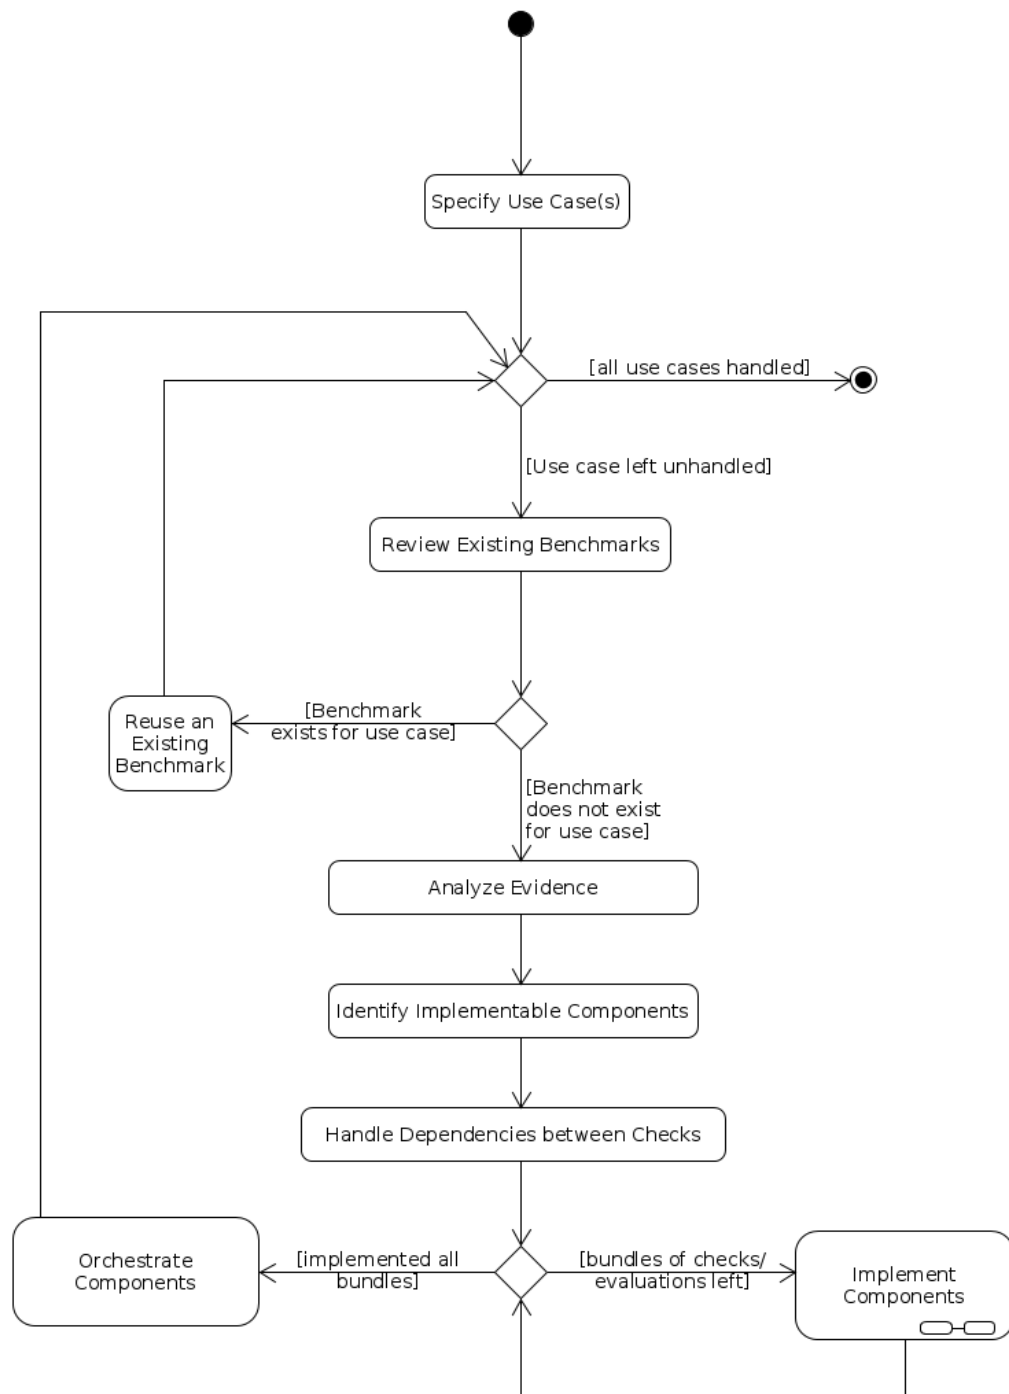 Specify Use Case(s)
[all use cases handled]
[Use case left unhandled]
Review Existing Benchmarks
Reuse an
Existing
Benchmark
[Benchmark
exists for use case]
[Benchmark
does not exist
for use case]
Analyze Evidence
Identify Implementable Components
Handle Dependencies between Checks
Orchestrate
Components
[implemented all
bundles]
[bundles of checks/
evaluations left]
Implement
Components